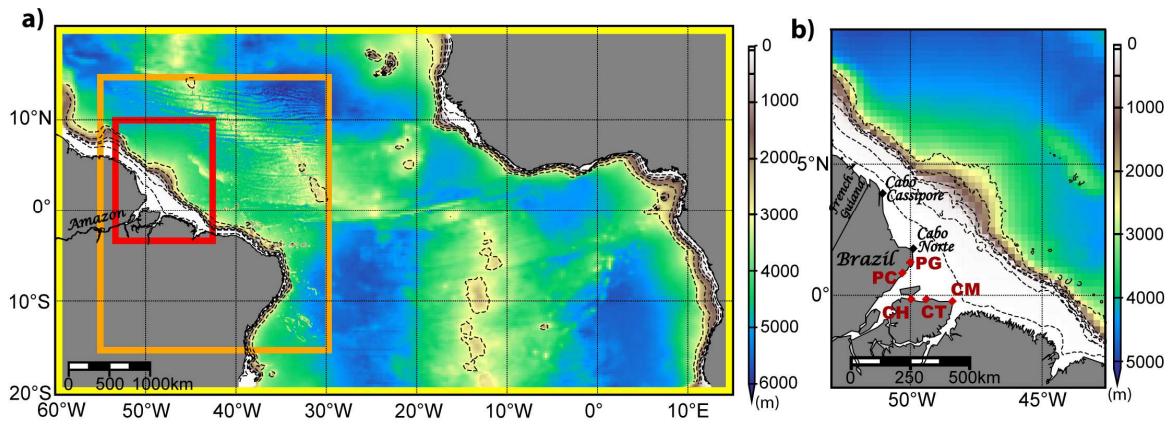 a)
10°N
0°
10°S
20°S
60°W 50°W 40°W 30°W 20°W 10°W 0° 10°E
Amazon
0 500 1000km
0
1000
2000
3000
4000
5000
6000
(m)
b)
5°N
0°
50°W 45°W
French
Guiana
Cabo
Cassipore
Cabo
Norte
Brazil
PG
PC
CM
CH CT
0 250 500km
0
1000
2000
3000
4000
5000
(m)